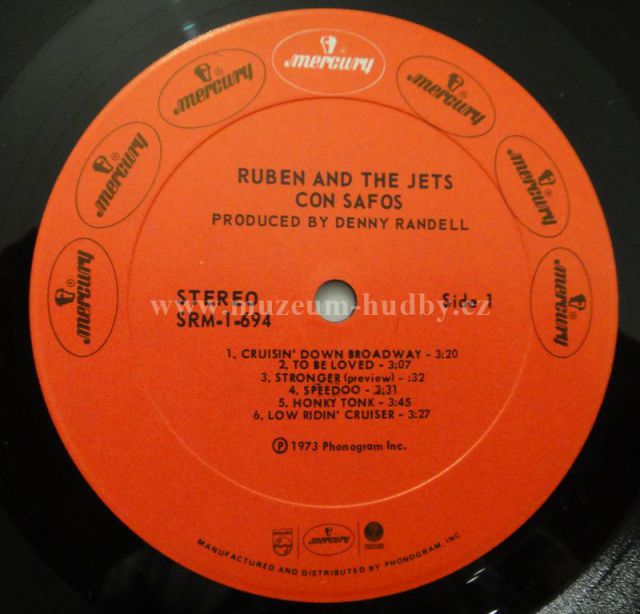 mercury
mercury
mercury
mercury
mercury
mercury
mercury
RUBEN AND THE JETS
CON SAFOS
PRODUCED BY DENNY RANDELL
STEREO
Side 1
www.muzeum-hudby.cz
SRM-1-694
1. CRUISIN' DOWN BROADWAY - 3:20
2. TO BE LOVED - 3:07
3. STRONGER (preview) - :32
4. SPEEDOO - 3:31
5. HONKY TONK - 3:45
6. LOW RIDIN' CRUISER - 3:27
Ⓟ 1973 Phonogram Inc.
PHILIPS
mercury
MANUFACTURED AND DISTRIBUTED BY PHONOGRAM, INC